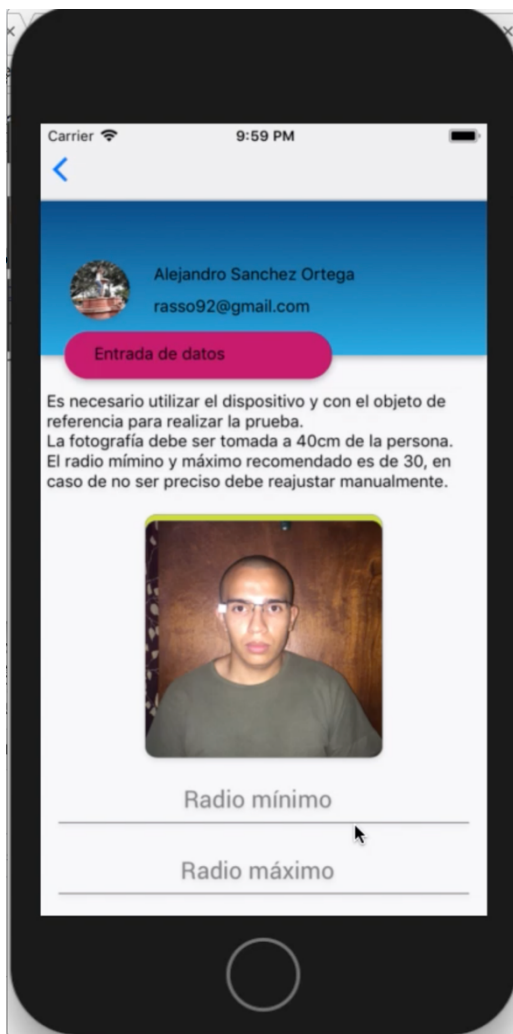 Carrier 9:59 PM
Alejandro Sanchez Ortega
rasso92@gmail.com
Entrada de datos
Es necesario utilizar el dispositivo y con el objeto de
referencia para realizar la prueba.
La fotografía debe ser tomada a 40cm de la persona.
El radio mímino y máximo recomendado es de 30, en
caso de no ser preciso debe reajustar manualmente.
Radio mínimo
Radio máximo